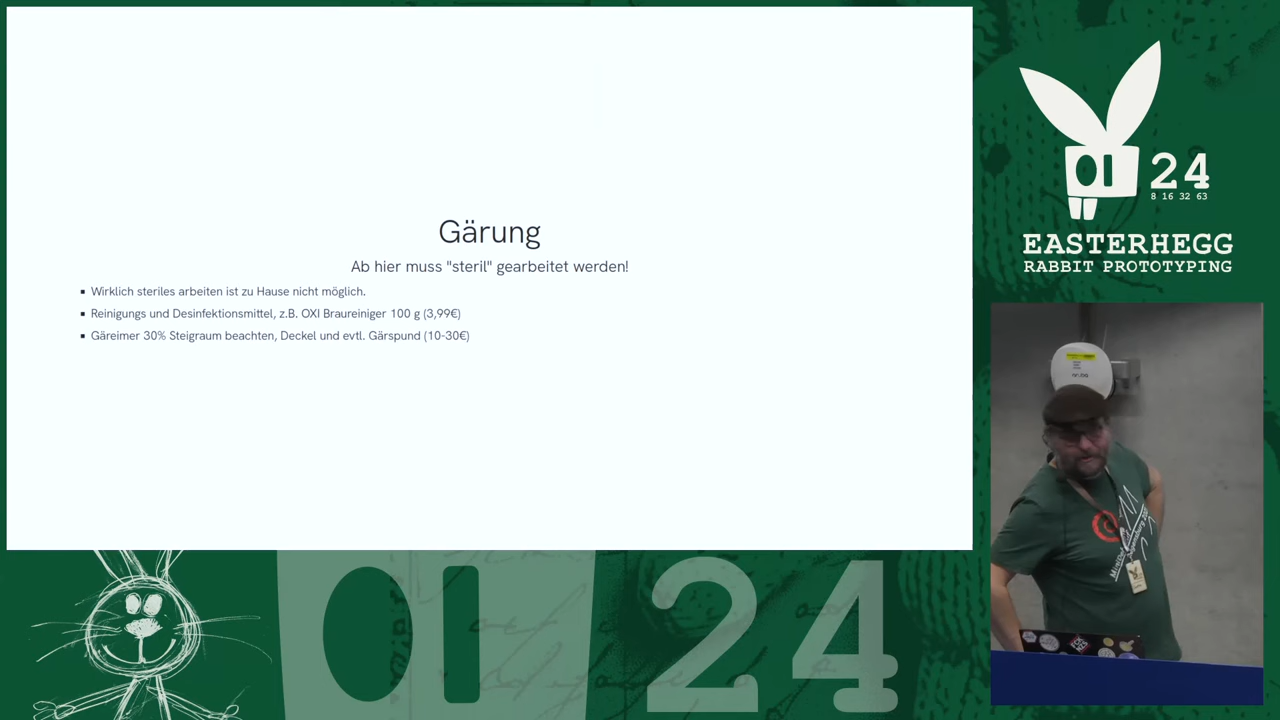 Gärung
Ab hier muss "steril" gearbeitet werden!
▪ Wirklich steriles arbeiten ist zu Hause nicht möglich.
▪ Reinigungs und Desinfektionsmittel, z.B. OXI Braureiniger 100 g (3,99€)
▪ Gäreimer 30% Steigraum beachten, Deckel und evtl. Gärspund (10-30€)
01 24
8 16 32 63
EASTERHEGG
RABBIT PROTOTYPING
aruba
01 24